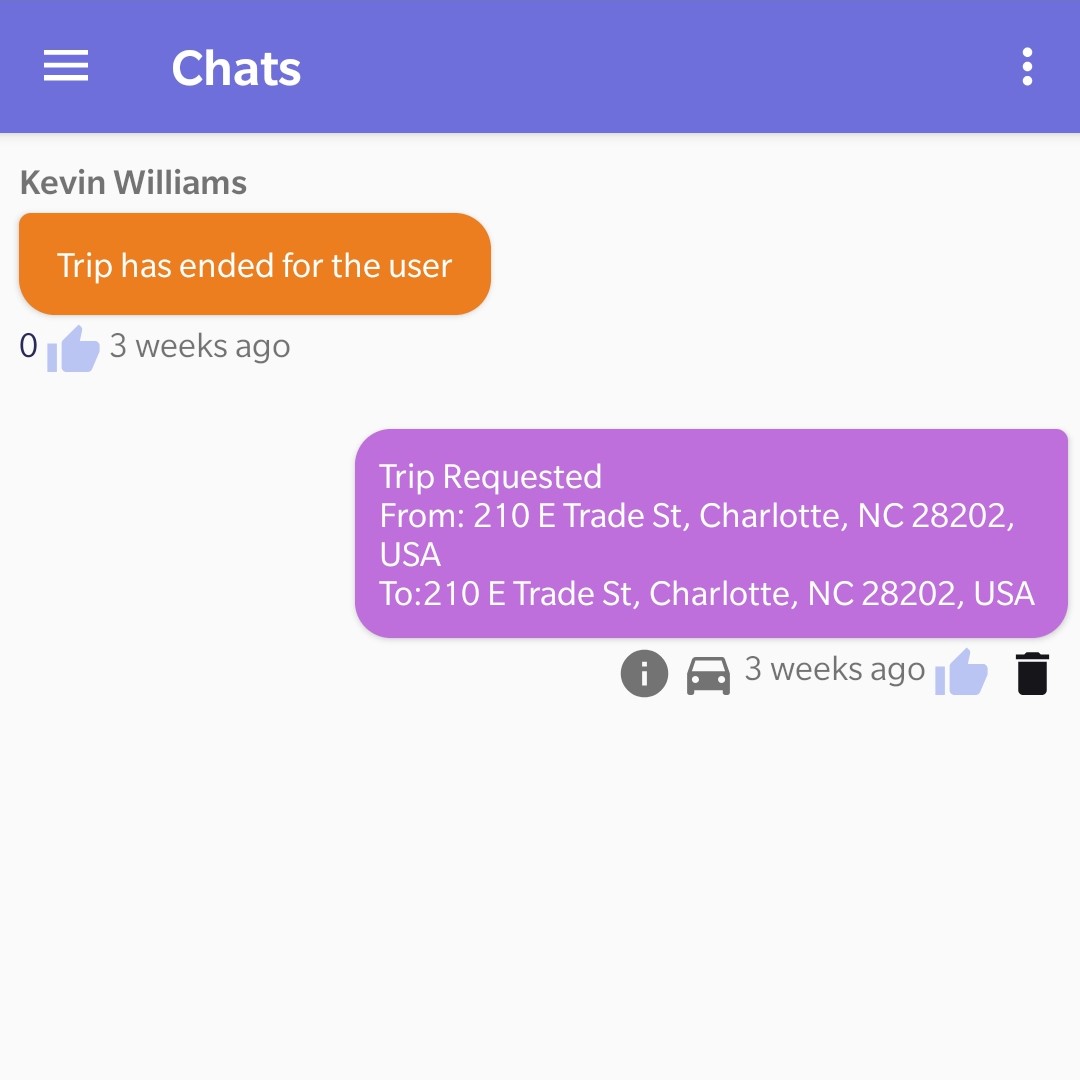 Chats
Kevin Williams
Trip has ended for the user
0 3 weeks ago
Trip Requested
From: 210 E Trade St, Charlotte, NC 28202,
USA
To:210 E Trade St, Charlotte, NC 28202, USA
3 weeks ago